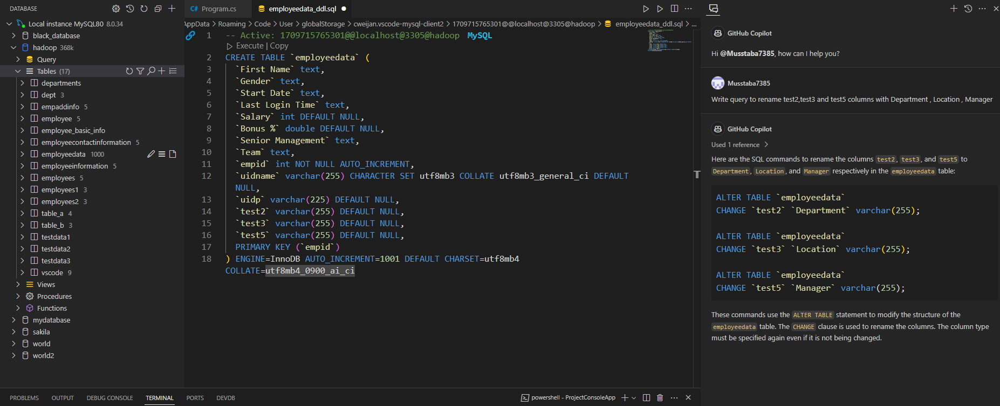 DATABASE
Local instance MySQL80 8.0.34
black_database
hadoop 368k
Query
Tables (17)
departments
dept 3
empaddinfo 5
employee 5
employee_basic_info
employeecontactinformation 5
employeedata 1000
employeeinformation 5
employees 5
employees1 3
employees2 3
table_a 4
table_b 3
testdata1
testdata2
testdata3
vscode 9
Views
Procedures
Functions
mydatabase
sakila
world
world2
C# Program.cs
employeedata_ddl.sql
AppData > Roaming > Code > User > globalStorage > cweijan.vscode-mysql-client2 > 1709715765301@@localhost@3305@hadoop > employeedata_ddl.sql > ...
1 -- Active: 1709715765301@@localhost@3305@hadoop MySQL
Execute | Copy
2 CREATE TABLE `employeedata` (
3 `First Name` text,
4 `Gender` text,
5 `Start Date` text,
6 `Last Login Time` text,
7 `Salary` int DEFAULT NULL,
8 `Bonus %` double DEFAULT NULL,
9 `Senior Management` text,
10 `Team` text,
11 `empid` int NOT NULL AUTO_INCREMENT,
12 `uidname` varchar(255) CHARACTER SET utf8mb3 COLLATE utf8mb3_general_ci DEFAULT
NULL,
13 `uidp` varchar(225) DEFAULT NULL,
14 `test2` varchar(255) DEFAULT NULL,
15 `test3` varchar(255) DEFAULT NULL,
16 `test5` varchar(255) DEFAULT NULL,
17 PRIMARY KEY (`empid`)
18 ) ENGINE=InnoDB AUTO_INCREMENT=1001 DEFAULT CHARSET=utf8mb4
COLLATE=utf8mb4_0900_ai_ci
GitHub Copilot
Hi @Musstaba7385, how can I help you?
Musstaba7385
Write query to rename test2,test3 and test5 columns with Department , Location , Manager
GitHub Copilot
Used 1 reference
Here are the SQL commands to rename the columns test2, test3, and test5 to
Department, Location, and Manager respectively in the employeedata table:
ALTER TABLE `employeedata`
CHANGE `test2` `Department` varchar(255);
ALTER TABLE `employeedata`
CHANGE `test3` `Location` varchar(255);
ALTER TABLE `employeedata`
CHANGE `test5` `Manager` varchar(255);
These commands use the ALTER TABLE statement to modify the structure of the
employeedata table. The CHANGE clause is used to rename the columns. The column type
must be specified again even if it is not being changed.
PROBLEMS OUTPUT DEBUG CONSOLE TERMINAL PORTS DEVDB
powershell - ProjectConsoleApp